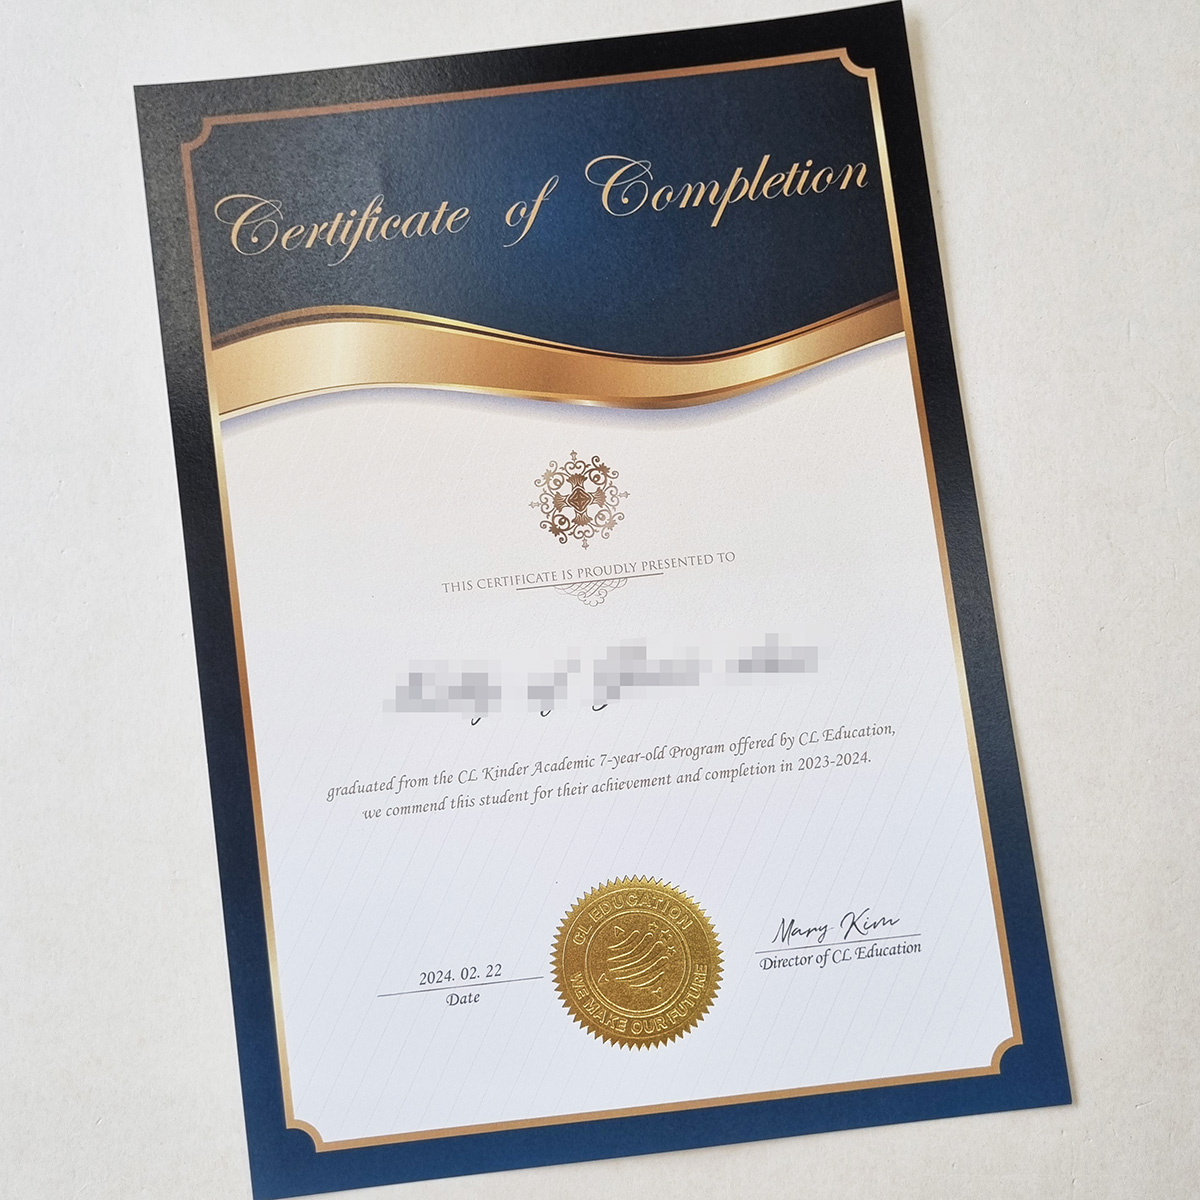 Certificate of Completion
THIS CERTIFICATE IS PROUDLY PRESENTED TO
graduated from the CL Kinder Academic 7-year-old Program offered by CL Education,
we commend this student for their achievement and completion in 2023-2024.
CL EDUCATION
WE MAKE OUR FUTURE
2024. 02. 22
Date
Mary Kim
Director of CL Education